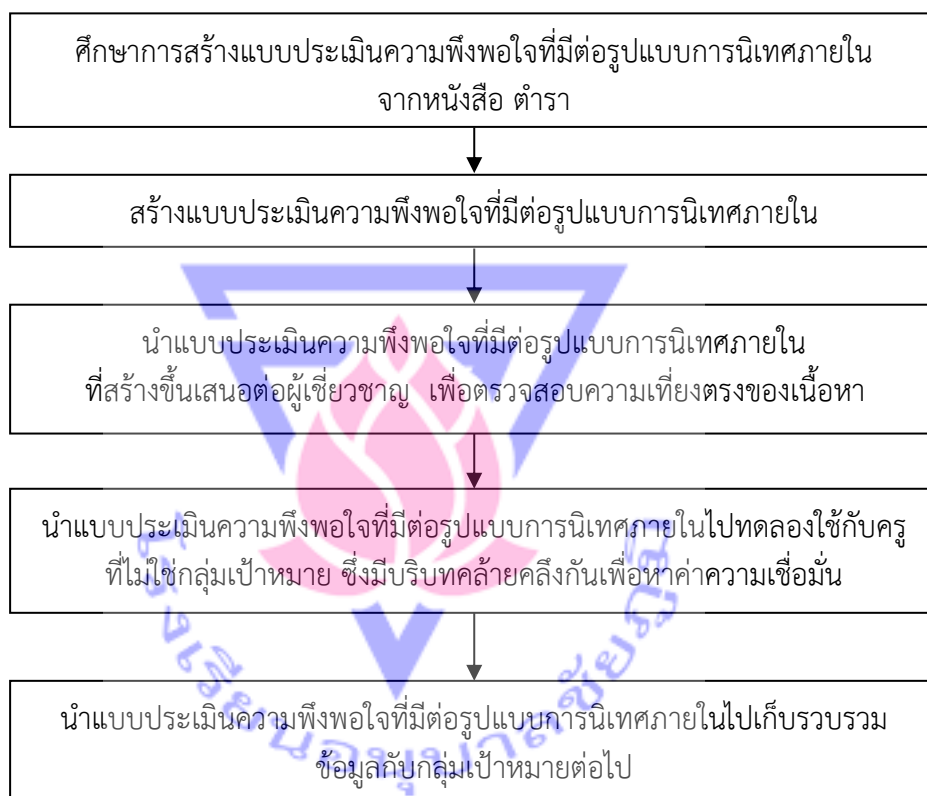 ศึกษาการสร้างแบบประเมินความพึงพอใจที่มีต่อรูปแบบการนิเทศภายใน
จากหนังสือ ตำรา
สร้างแบบประเมินความพึงพอใจที่มีต่อรูปแบบการนิเทศภายใน
นำแบบประเมินความพึงพอใจที่มีต่อรูปแบบการนิเทศภายใน
ที่สร้างขึ้นเสนอต่อผู้เชี่ยวชาญ เพื่อตรวจสอบความเที่ยงตรงของเนื้อหา
นำแบบประเมินความพึงพอใจที่มีต่อรูปแบบการนิเทศภายในไปทดลองใช้กับครู
ที่ไม่ใช่กลุ่มเป้าหมาย ซึ่งมีบริบทคล้ายคลึงกันเพื่อหาค่าความเชื่อมั่น
นำแบบประเมินความพึงพอใจที่มีต่อรูปแบบการนิเทศภายในไปเก็บรวบรวม
ข้อมูลกับกลุ่มเป้าหมายต่อไป
โรงเรียนอนุบาลชัยภูมิ